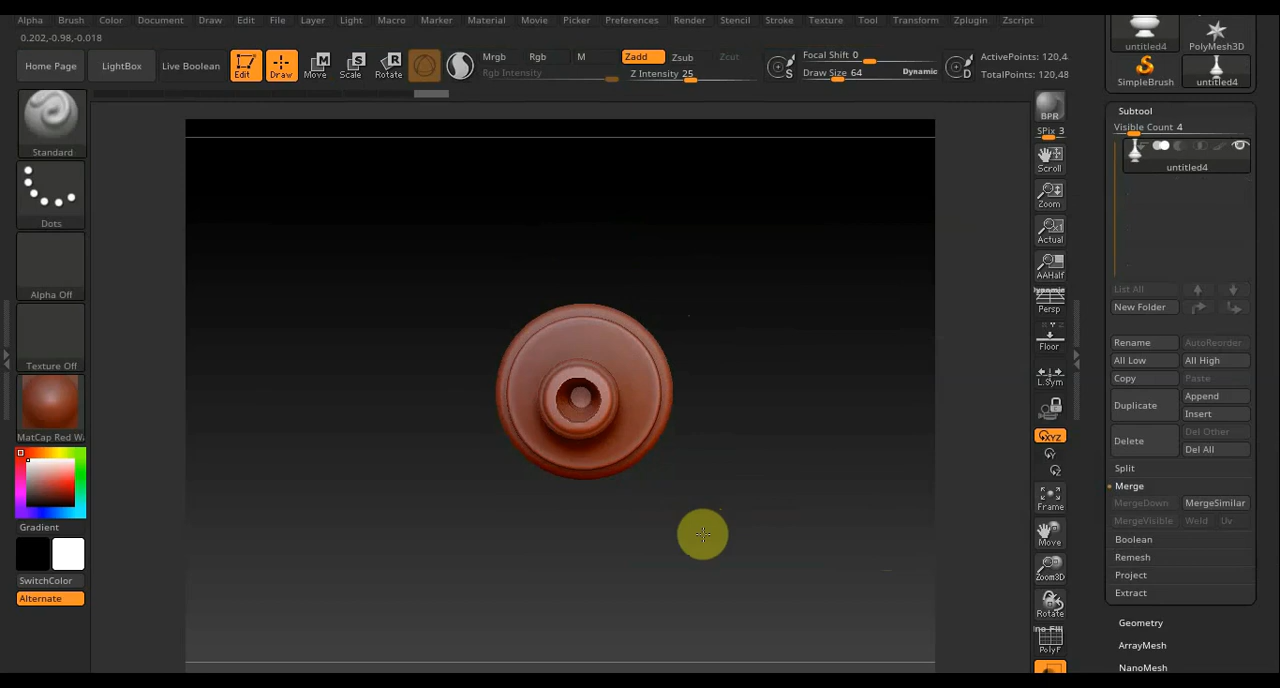 Alpha Brush Color Document Draw Edit File Layer Light Macro Marker Material Movie Picker Preferences Render Stencil Stroke Texture Tool Transform Zplugin Zscript
0.202,-0.98,-0.018
Home Page LightBox Live Boolean Edit Draw Move Scale Rotate
Mrgb Rgb M Zadd Zsub Zcut
Rgb Intensity Z Intensity 25
S Focal Shift 0
Draw Size 64 Dynamic
D ActivePoints: 120,4
TotalPoints: 120,48
Standard
Dots
Alpha Off
Texture Off
MatCap Red W
Gradient
SwitchColor
Alternate
BPR
SPix 3
Scroll
Zoom
Actual
AAHalf
Dynamic
Persp
Floor
L.Sym
XYZ
Y
Z
Frame
Move
Zoom3D
Rotate
PolyF
untitled4 PolyMesh3D
SimpleBrush untitled4
Subtool
Visible Count 4
untitled4
List All
New Folder
Rename AutoReorder
All Low All High
Copy Paste
Duplicate Append
Insert
Delete Del Other
Del All
Split
Merge
MergeDown MergeSimilar
MergeVisible Weld Uv
Boolean
Remesh
Project
Extract
Geometry
ArrayMesh
NanoMesh